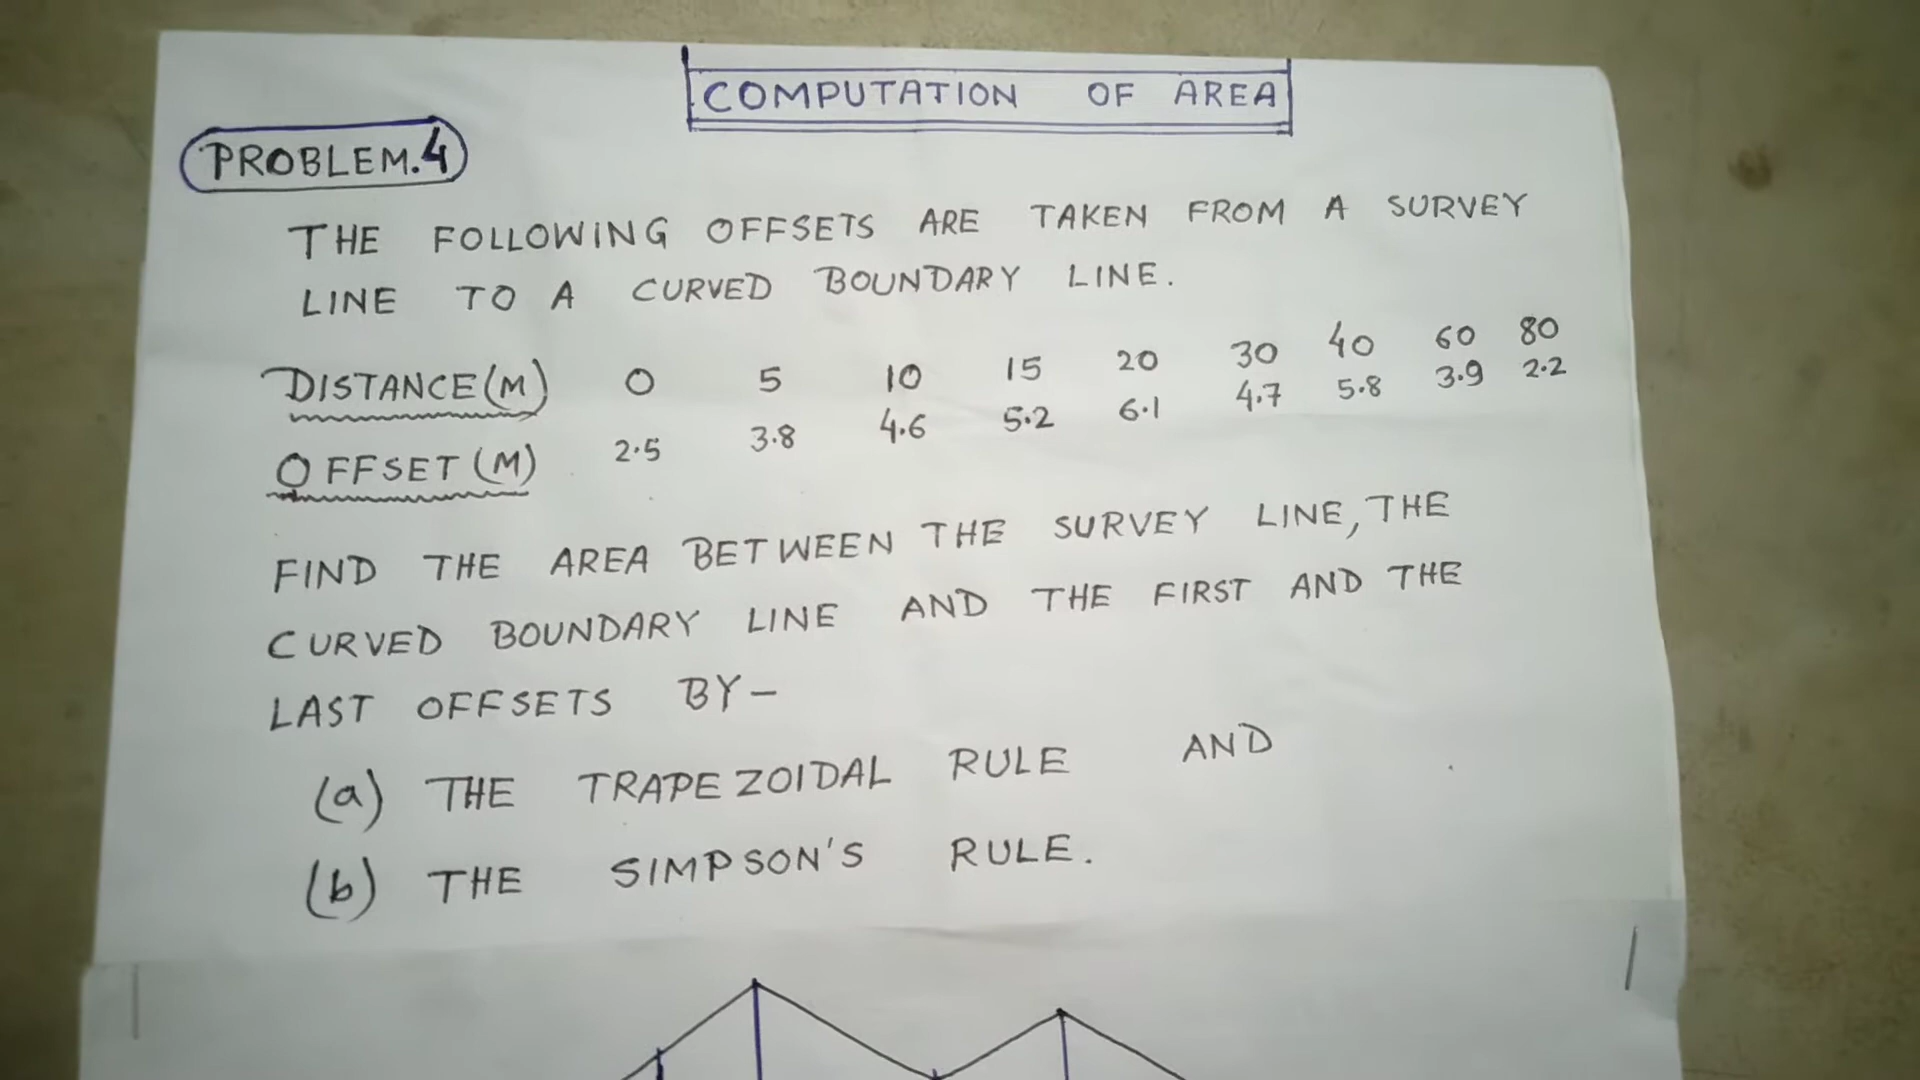 COMPUTATION OF AREA
PROBLEM.4
THE FOLLOWING OFFSETS ARE TAKEN FROM A SURVEY
LINE TO A CURVED BOUNDARY LINE.
DISTANCE(M) 0 5 10 15 20 30 40 60 80
OFFSET(M) 2.5 3.8 4.6 5.2 6.1 4.7 5.8 3.9 2.2
FIND THE AREA BETWEEN THE SURVEY LINE, THE
CURVED BOUNDARY LINE AND THE FIRST AND THE
LAST OFFSETS BY-
(a) THE TRAPEZOIDAL RULE AND
(b) THE SIMPSON'S RULE.